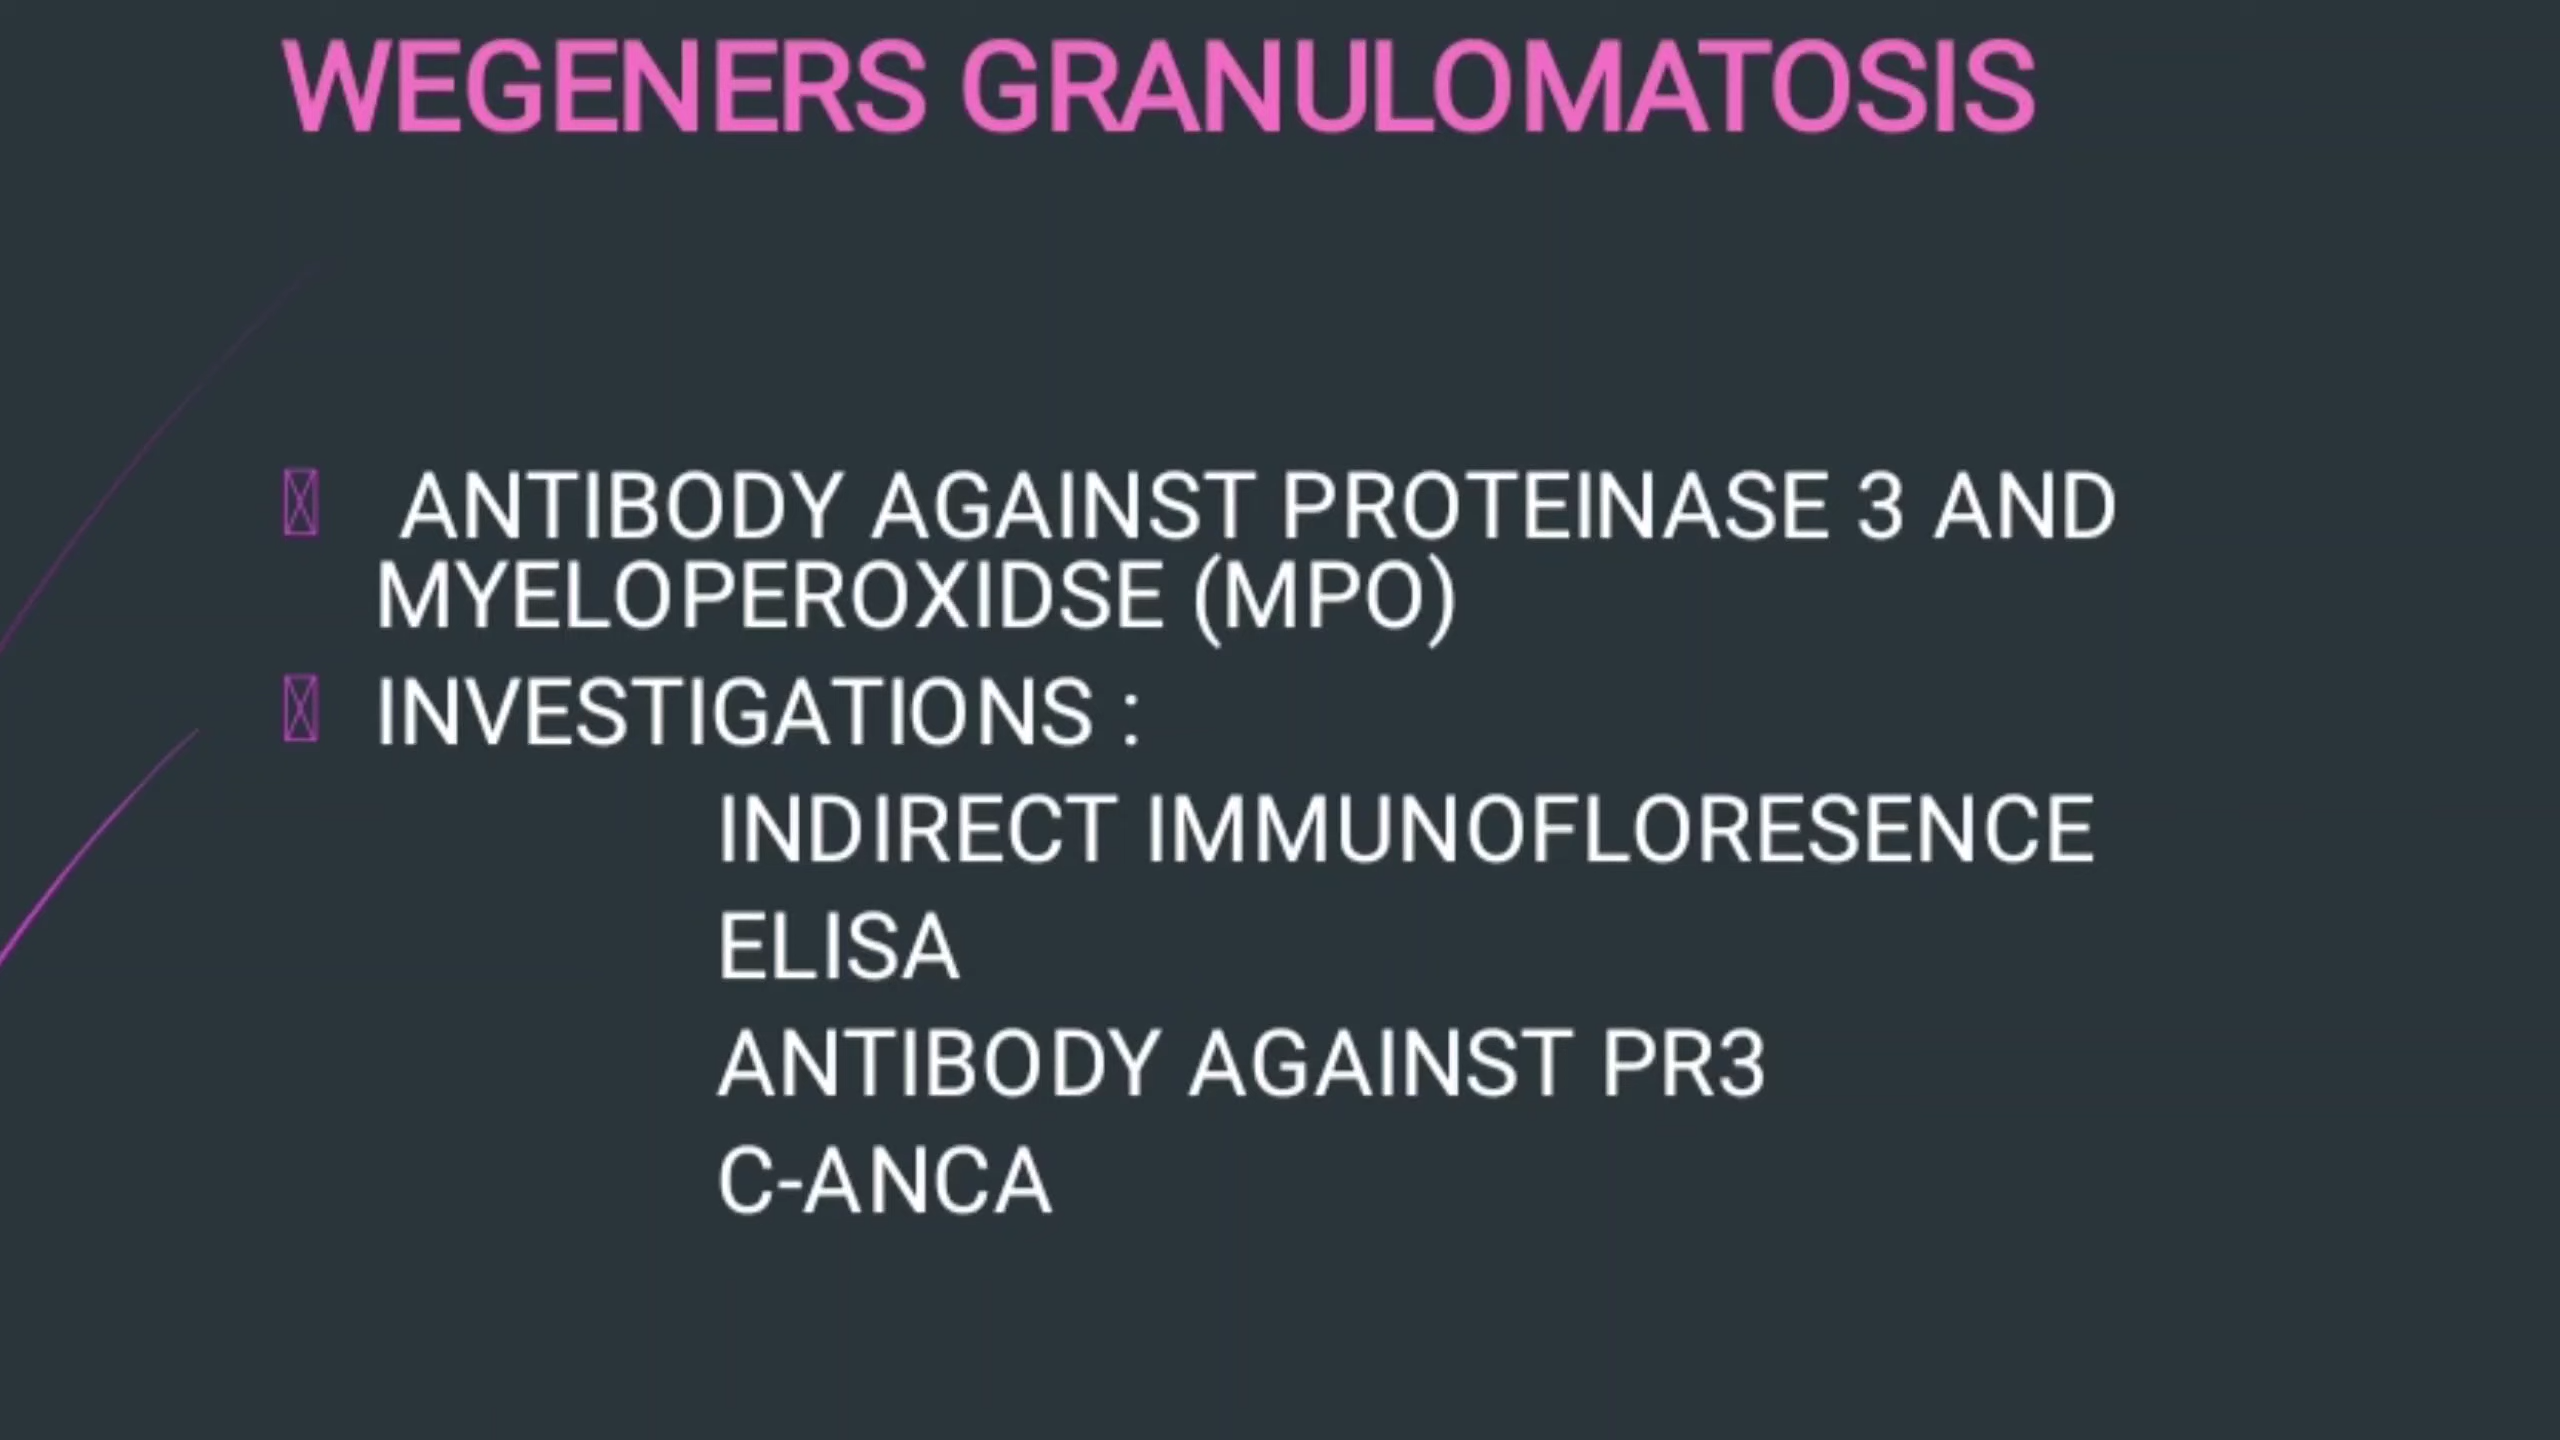 WEGENERS GRANULOMATOSIS
ANTIBODY AGAINST PROTEINASE 3 AND
MYELOPEROXIDSE (MPO)
INVESTIGATIONS :
INDIRECT IMMUNOFLORESENCE
ELISA
ANTIBODY AGAINST PR3
C-ANCA